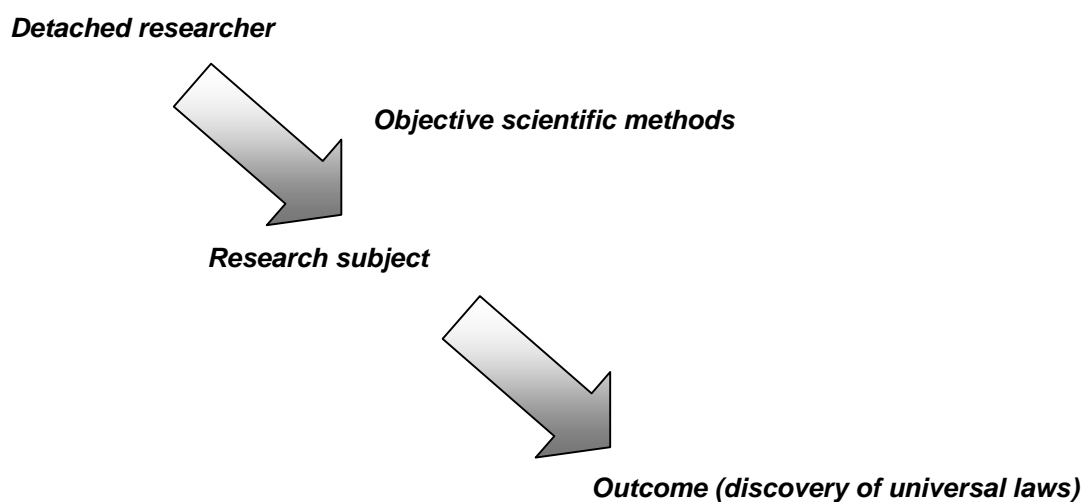 Detached researcher
Objective scientific methods
Research subject
Outcome (discovery of universal laws)